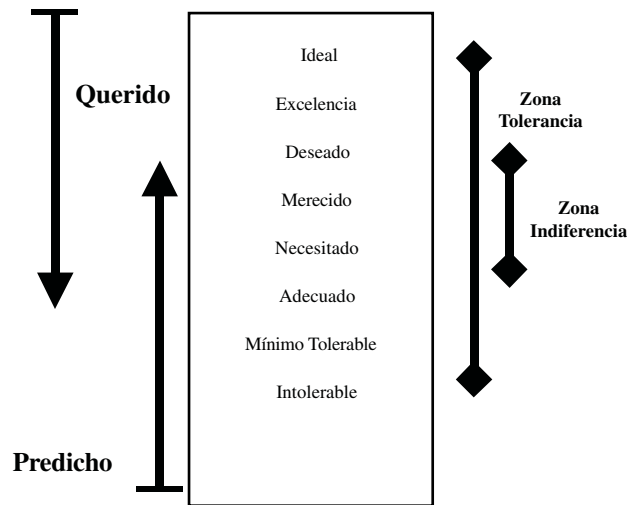 Ideal
Querido
Excelencia
Zona
Tolerancia
Deseado
Merecido
Zona
Indiferencia
Necesitado
Adecuado
Mínimo Tolerable
Intolerable
Predicho